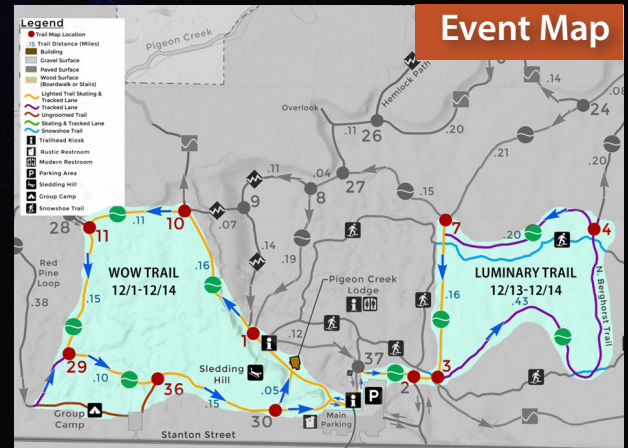 Event Map
Legend
Trail Map Location
.15 Trail Distance (Miles)
Building
Gravel Surface
Paved Surface
Wood Surface
(Boardwalk or Stairs)
Lighted Trail Skating &
Tracked Lane
Tracked Lane
Ungroomed Trail
Skating & Tracked Lane
Snowshoe Trail
Trailhead Kiosk
Rustic Restroom
Modern Restroom
P Parking Area
Sledding Hill
Group Camp
Snowshoe Trail
Pigeon Creek
Hemlock Path
.14
.08
24
Overlook
.11
26
.20
.21
.20
27
.04
.11
8
.15
9
.07
10
.11
28
11
7
.20
4
.14
.19
.16
Red
Pine
Loop
.38
WOW TRAIL
12/1-12/14
.15
Pigeon Creek
Lodge
LUMINARY TRAIL
12/13-12/14
.43
N. Berghorst Trail
.16
1
.12
29
.10
36
Sledding
Hill
.15
.05
30
37
2
3
P
Group
Camp
Main
Parking
Stanton Street